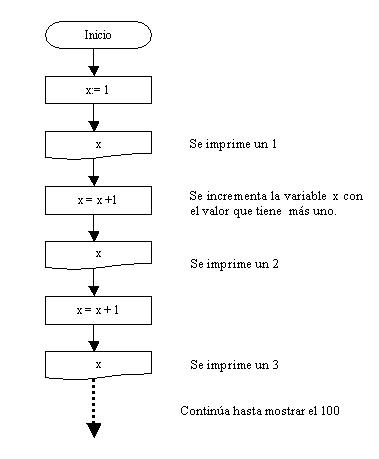 Inicio
x:= 1
x
Se imprime un 1
x = x +1
Se incrementa la variable x con
el valor que tiene más uno.
x
Se imprime un 2
x = x + 1
x
Se imprime un 3
Continúa hasta mostrar el 100